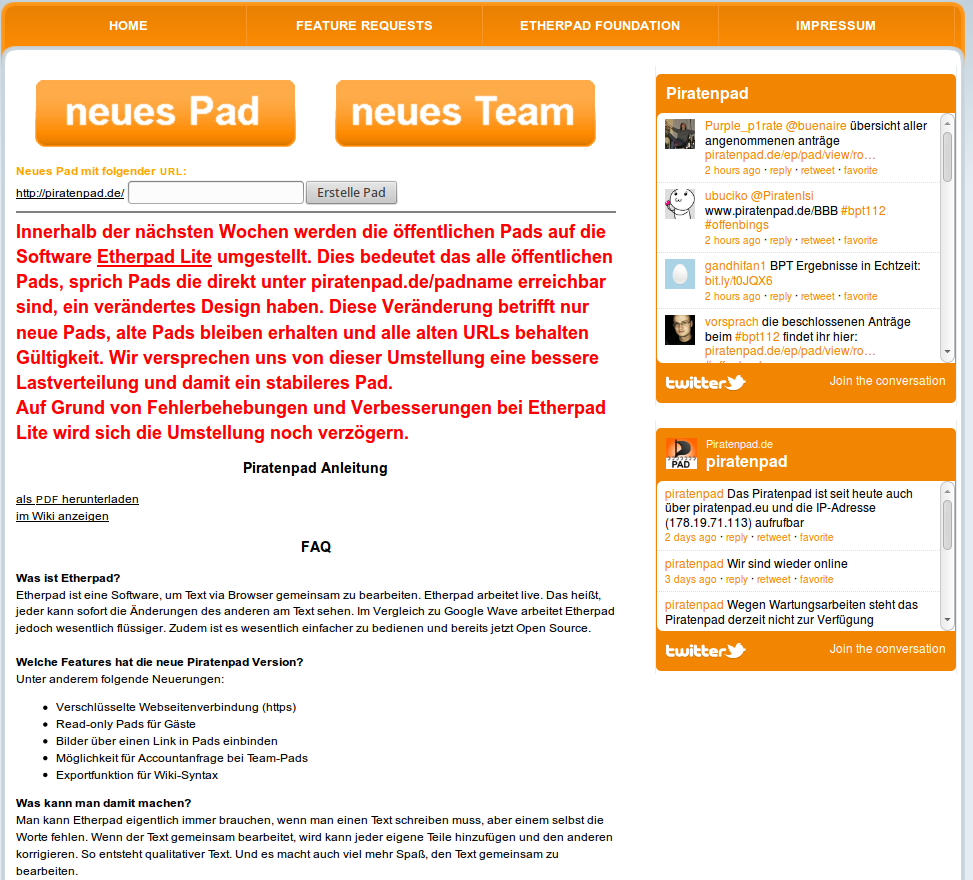 HOME FEATURE REQUESTS ETHERPAD FOUNDATION IMPRESSUM
neues Pad neues Team
Neues Pad mit folgender URL:
http://piratenpad.de/ Erstelle Pad
Innerhalb der nächsten Wochen werden die öffentlichen Pads auf die
Software Etherpad Lite umgestellt. Dies bedeutet das alle öffentlichen
Pads, sprich Pads die direkt unter piratenpad.de/padname erreichbar
sind, ein verändertes Design haben. Diese Veränderung betrifft nur
neue Pads, alte Pads bleiben erhalten und alle alten URLs behalten
Gültigkeit. Wir versprechen uns von dieser Umstellung eine bessere
Lastverteilung und damit ein stabileres Pad.
Auf Grund von Fehlerbehebungen und Verbesserungen bei Etherpad
Lite wird sich die Umstellung noch verzögern.
Piratenpad Anleitung
als PDF herunterladen
im Wiki anzeigen
FAQ
Was ist Etherpad?
Etherpad ist eine Software, um Text via Browser gemeinsam zu bearbeiten. Etherpad arbeitet live. Das heißt,
jeder kann sofort die Änderungen des anderen am Text sehen. Im Vergleich zu Google Wave arbeitet Etherpad
jedoch wesentlich flüssiger. Zudem ist es wesentlich einfacher zu bedienen und bereits jetzt Open Source.
Welche Features hat die neue Piratenpad Version?
Unter anderem folgende Neuerungen:
• Verschlüsselte Webseitenverbindung (https)
• Read-only Pads für Gäste
• Bilder über einen Link in Pads einbinden
• Möglichkeit für Accountanfrage bei Team-Pads
• Exportfunktion für Wiki-Syntax
Was kann man damit machen?
Man kann Etherpad eigentlich immer brauchen, wenn man einen Text schreiben muss, aber einem selbst die
Worte fehlen. Wenn der Text gemeinsam bearbeitet, wird kann jeder eigene Teile hinzufügen und den anderen
korrigieren. So entsteht qualitativer Text. Und es macht auch viel mehr Spaß, den Text gemeinsam zu
bearbeiten.
Piratenpad
Purple_p1rate @buenaire übersicht aller
angenommenen anträge
piratenpad.de/ep/pad/view/ro…
2 hours ago · reply · retweet · favorite
ubuciko @PiratenIsi
www.piratenpad.de/BBB #bpt112
#offenbings
2 hours ago · reply · retweet · favorite
gandhifan1 BPT Ergebnisse in Echtzeit:
bit.ly/t0JQX6
2 hours ago · reply · retweet · favorite
vorsprach die beschlossenen Anträge
beim #bpt112 findet ihr hier:
piratenpad.de/ep/pad/view/ro…
twitter Join the conversation
Piratenpad.de
PAD piratenpad
piratenpad Das Piratenpad ist seit heute auch
über piratenpad.eu und die IP-Adresse
(178.19.71.113) aufrufbar
2 days ago · reply · retweet · favorite
piratenpad Wir sind wieder online
3 days ago · reply · retweet · favorite
piratenpad Wegen Wartungsarbeiten steht das
Piratenpad derzeit nicht zur Verfügung
twitter Join the conversation